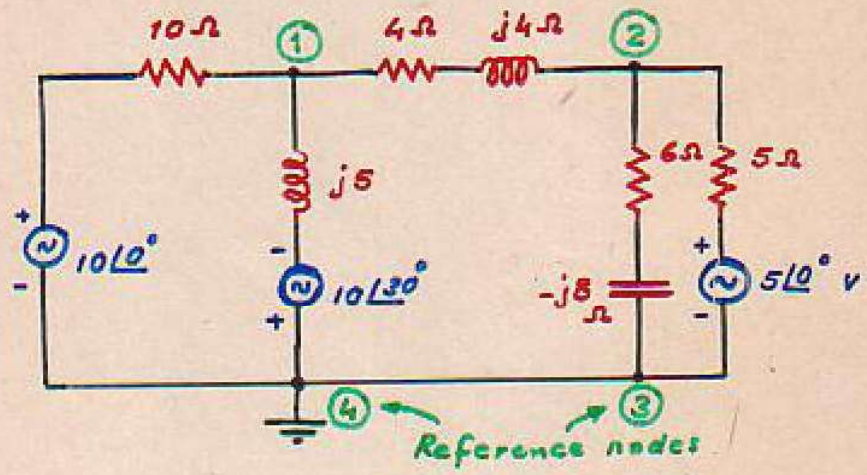 10Ω
①
4Ω
j4Ω
②
j5
6Ω
5Ω
+
-
10∠0°
-
+
10∠30°
-j8
Ω
+
-
5∠0° v
④
③
Reference nodes